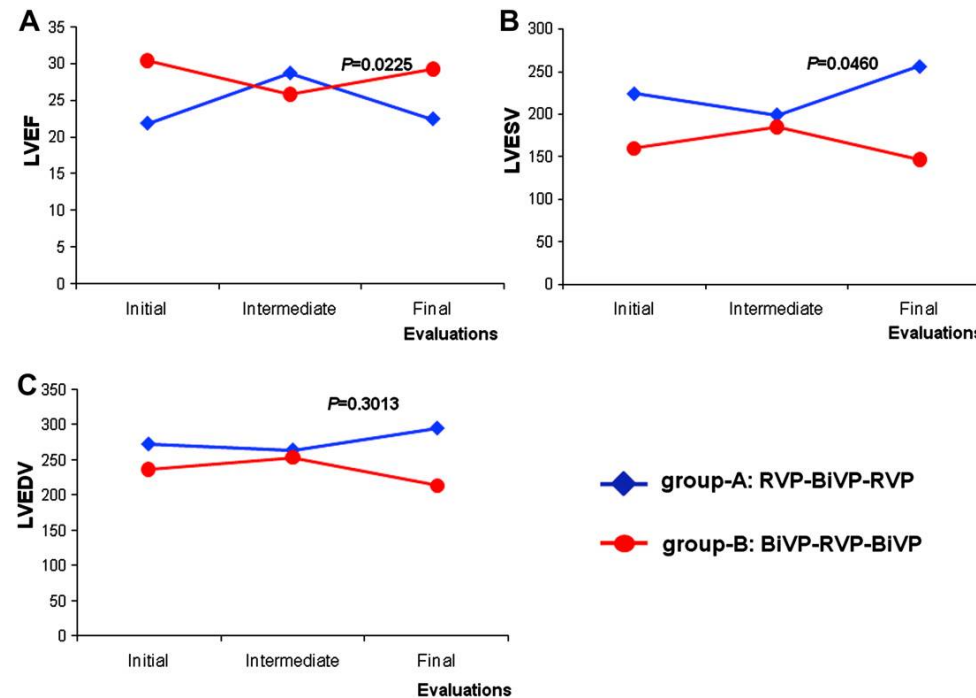 A
LVEF
35
30
25
20
15
10
5
0
P=0.0225
Initial Intermediate Final
Evaluations
B
LVESV
300
250
200
150
100
50
0
P=0.0460
Initial Intermediate Final
Evaluations
C
LVEDV
350
300
250
200
150
100
50
0
P=0.3013
Initial Intermediate Final
Evaluations
group-A: RVP-BiVP-RVP
group-B: BiVP-RVP-BiVP